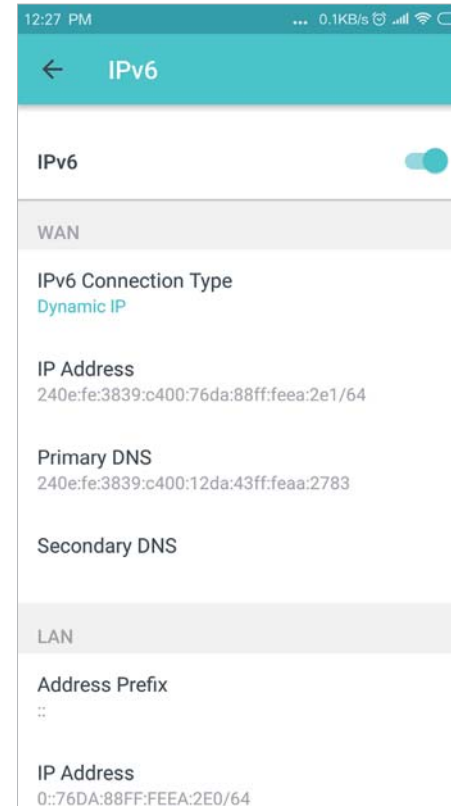 12:27 PM ... 0.1KB/s
IPv6
IPv6
WAN
IPv6 Connection Type
Dynamic IP
IP Address
240e:fe:3839:c400:76da:88ff:feea:2e1/64
Primary DNS
240e:fe:3839:c400:12da:43ff:feaa:2783
Secondary DNS
LAN
Address Prefix
::
IP Address
0::76DA:88FF:FEEA:2E0/64